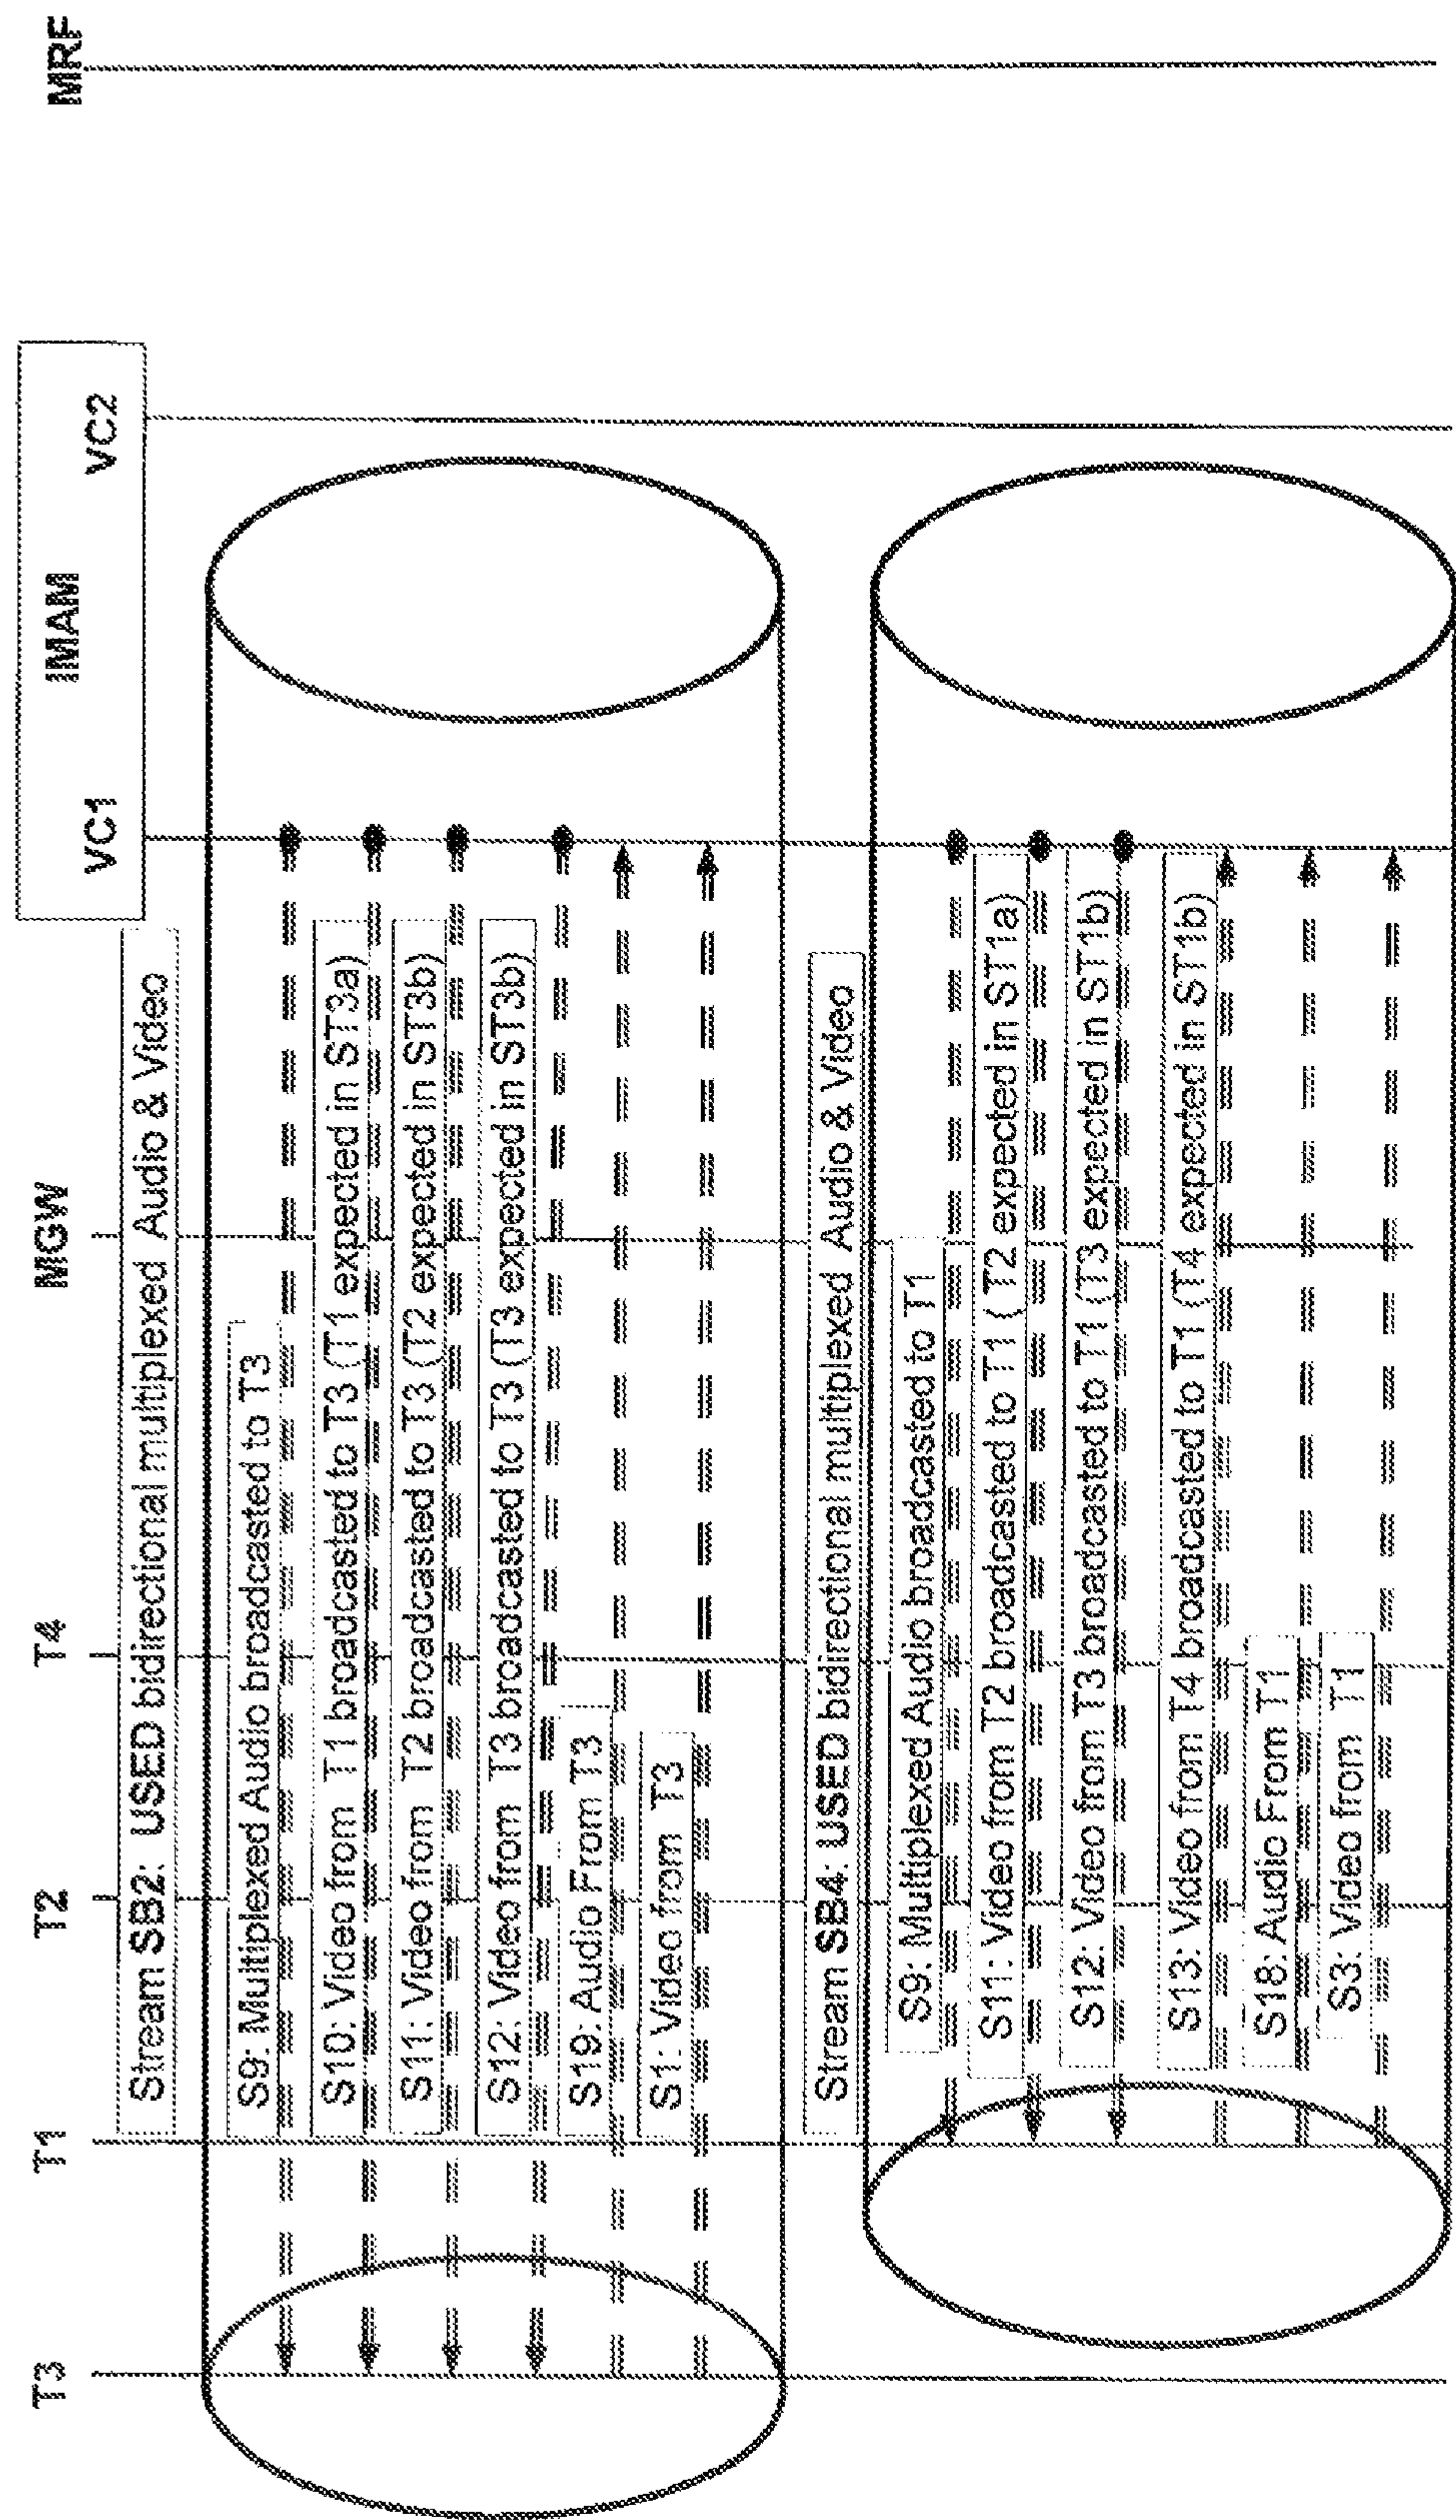 T3 T1 T2 T4 MGW VC1 IMAM VC2 MRF
Stream SB2: USED bidirectional multiplexed Audio & Video
S9: Multiplexed Audio broadcasted to T3
S10: Video from T1 broadcasted to T3 (T1 expected in ST3a)
S11: Video from T2 broadcasted to T3 (T2 expected in ST3b)
S12: Video from T3 broadcasted to T3 (T3 expected in ST3b)
S19: Audio From T3
S1: Video from T3
Stream SB4: USED bidirectional multiplexed Audio & Video
S9: Multiplexed Audio broadcasted to T1
S11: Video from T2 broadcasted to T1 ( T2 expected in ST1a)
S12: Video from T3 broadcasted to T1 (T3 expected in ST1b)
S13: Video from T4 broadcasted to T1 (T4 expected in ST1b)
S18: Audio From T1
S3: Video from T1